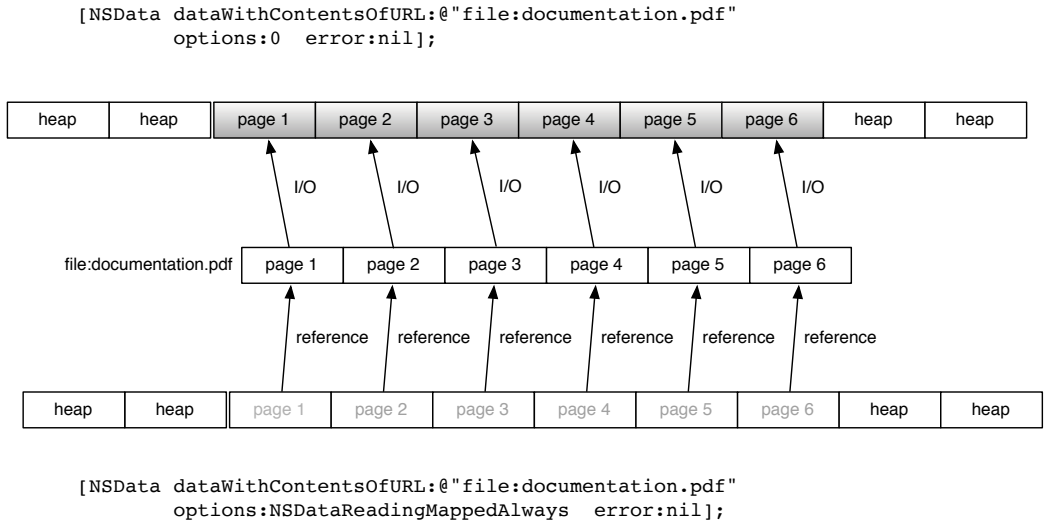 [NSData dataWithContentsOfURL:@"file:documentation.pdf"
options:0  error:nil];
heap heap page 1 page 2 page 3 page 4 page 5 page 6 heap heap
I/O I/O I/O I/O I/O I/O
file:documentation.pdf page 1 page 2 page 3 page 4 page 5 page 6
reference reference reference reference reference reference
heap heap page 1 page 2 page 3 page 4 page 5 page 6 heap heap
[NSData dataWithContentsOfURL:@"file:documentation.pdf"
options:NSDataReadingMappedAlways  error:nil];